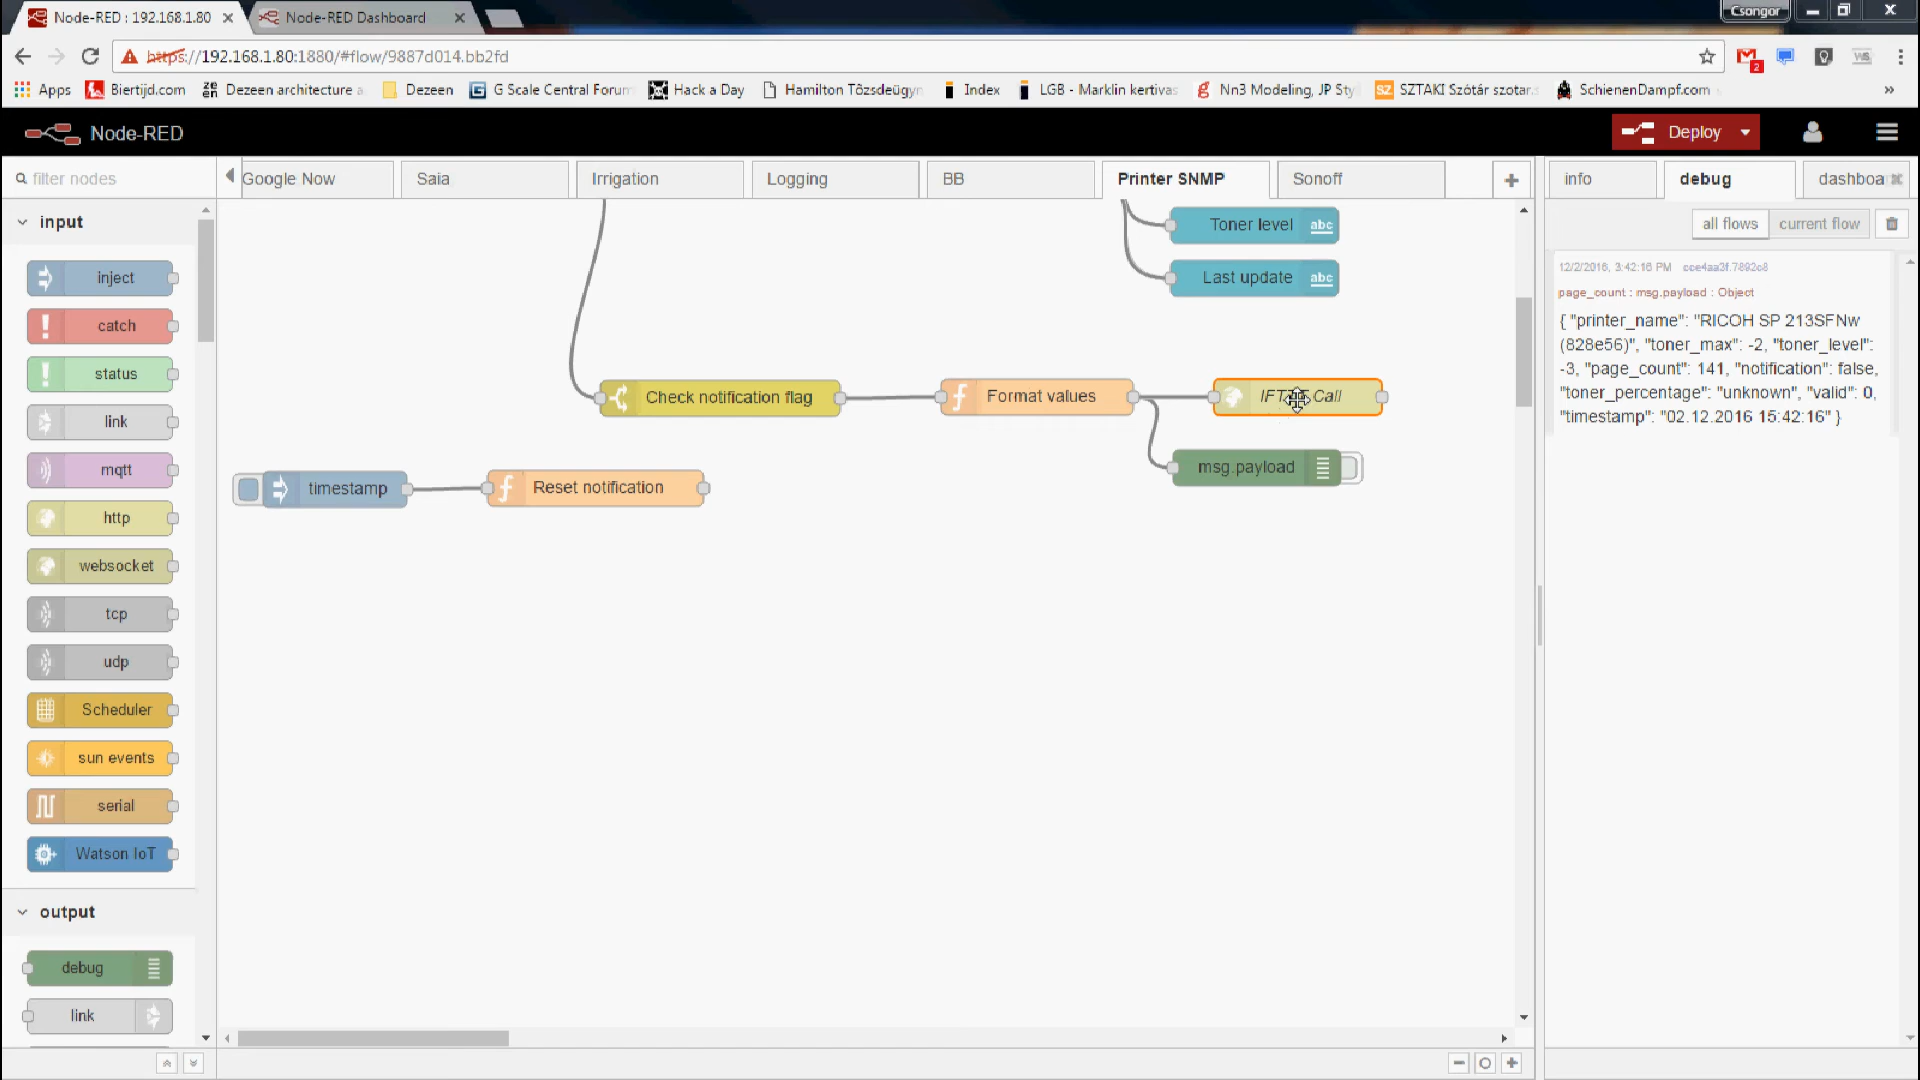 Node-RED : 192.168.1.80
Node-RED Dashboard
Csongor
https://192.168.1.80:1880/#flow/9887d014.bb2fd
2
Apps
Biertijd.com
Dezeen architecture a
Dezeen
G Scale Central Forum
Hack a Day
Hamilton Tőzsdeügyn
Index
LGB - Marklin kertivas
Nn3 Modeling, JP Sty
SZTAKI Szótár szotar.
SchienenDampf.com
»
Node-RED
Deploy
filter nodes
Google Now
Saia
Irrigation
Logging
BB
Printer SNMP
Sonoff
info
debug
dashboa
all flows
current flow
input
inject
catch
status
link
mqtt
http
websocket
tcp
udp
Scheduler
sun events
serial
Watson IoT
output
debug
link
Toner level
abc
Last update
abc
Check notification flag
Format values
IFTTT Call
msg.payload
timestamp
Reset notification
12/2/2016, 3:42:16 PM
page_count : msg.payload : Object
{ "printer_name": "RICOH SP 213SFNw
(828e56)", "toner_max": -2, "toner_level":
-3, "page_count": 141, "notification": false,
"toner_percentage": "unknown", "valid": 0,
"timestamp": "02.12.2016 15:42:16" }